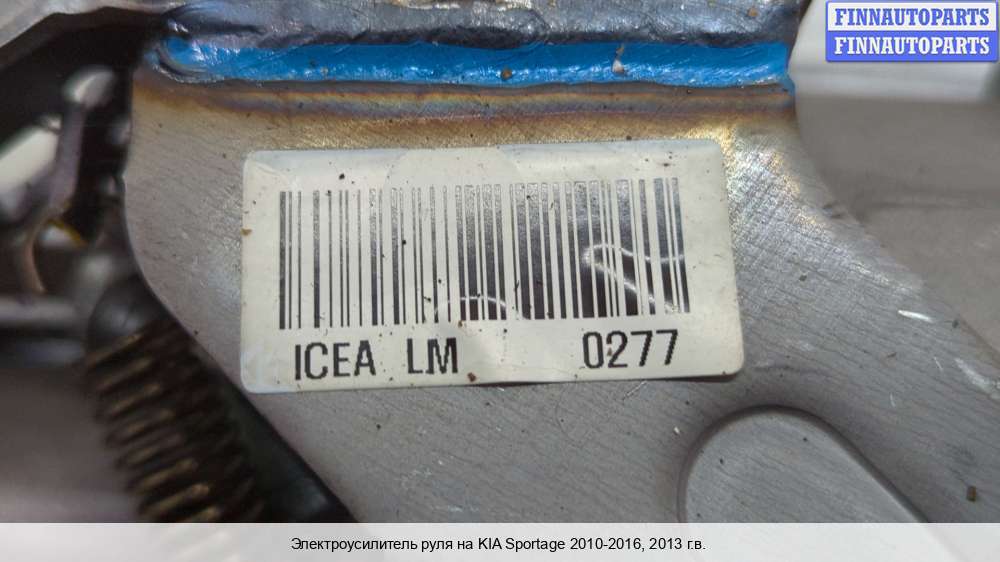 FINNAUTOPARTS
FINNAUTOPARTS
ICEA LM 0277
Электроусилитель руля на KIA Sportage 2010-2016, 2013 г.в.